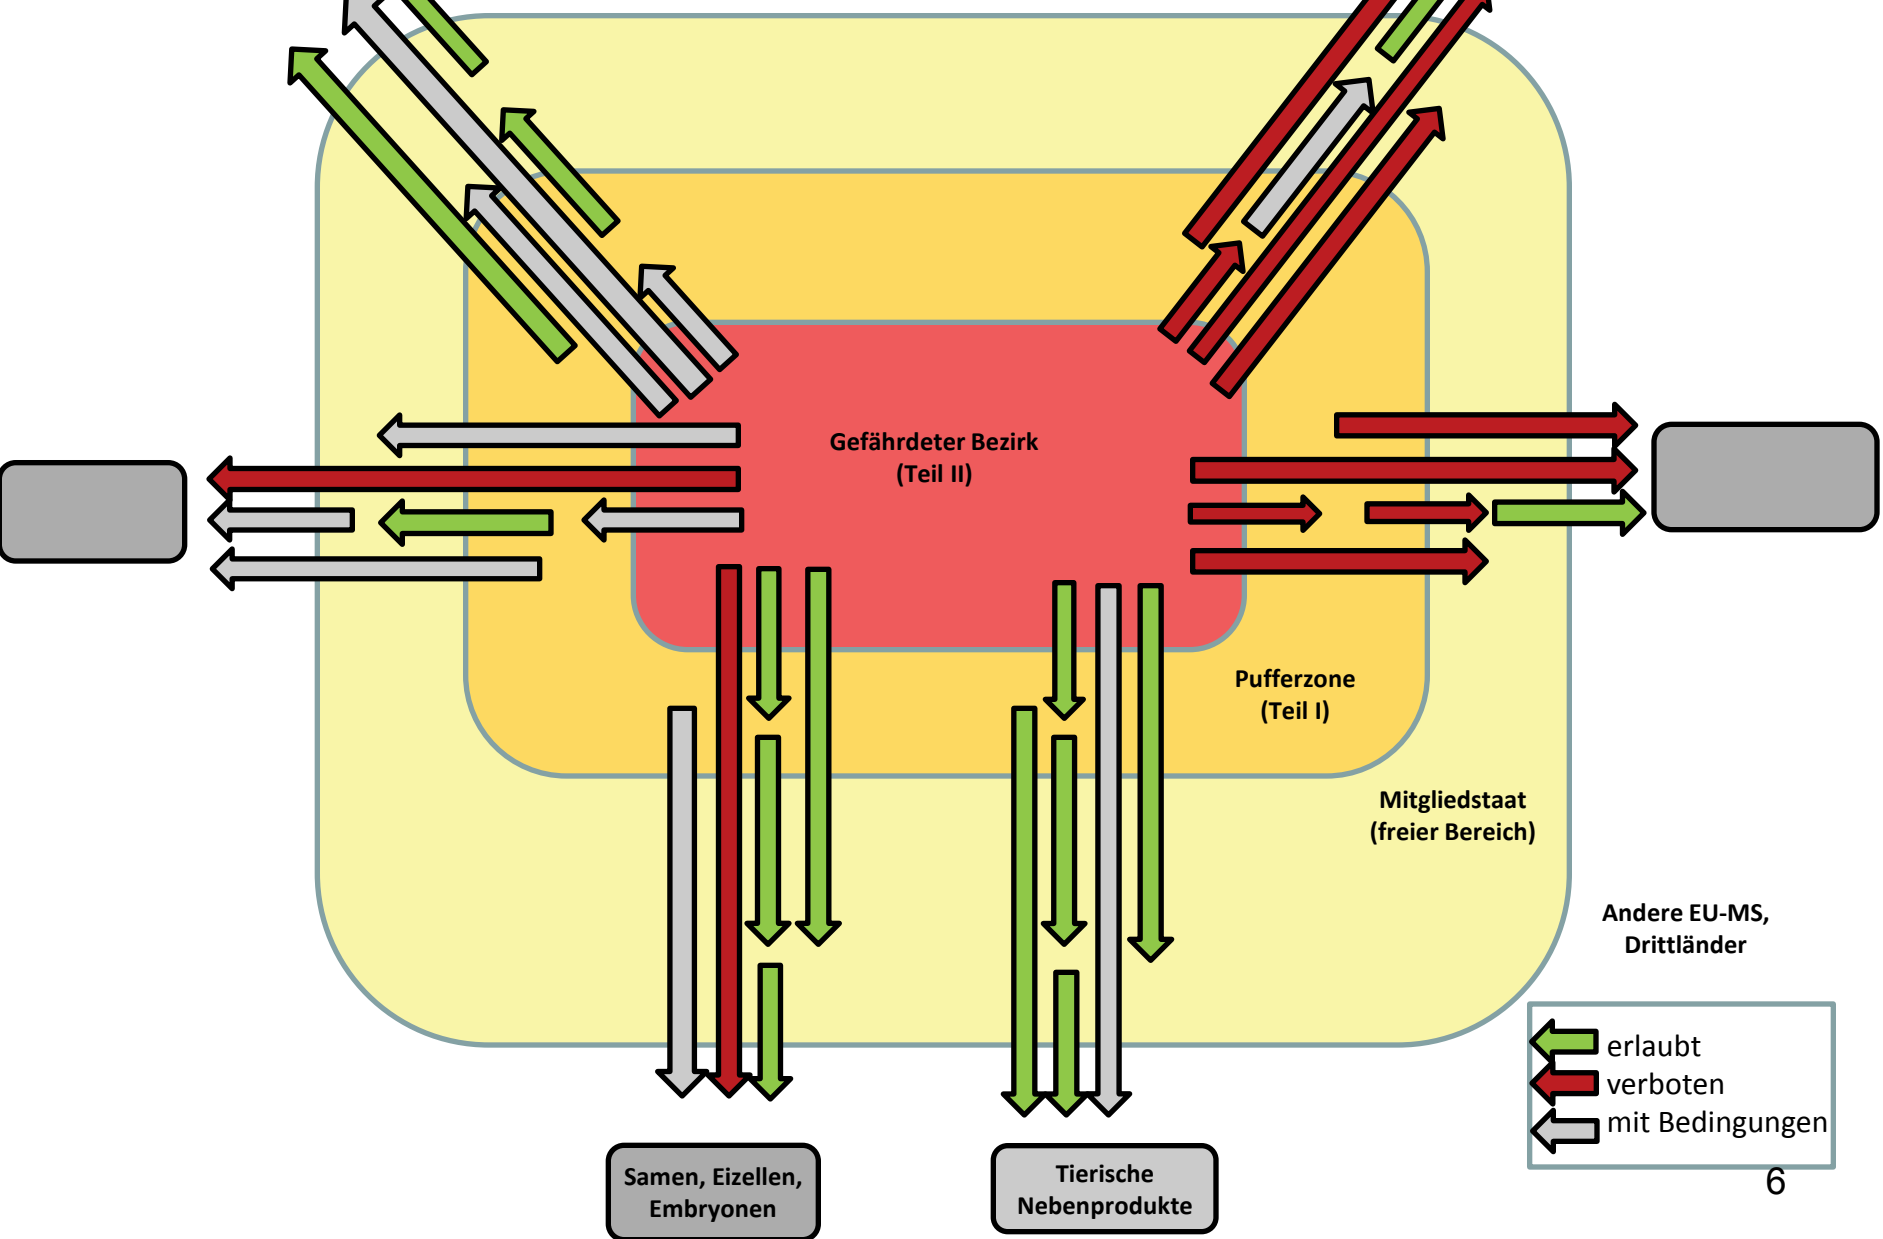 Gefährdeter Bezirk
(Teil II)
Pufferzone
(Teil I)
Mitgliedstaat
(freier Bereich)
Andere EU-MS,
Drittländer
erlaubt
verboten
mit Bedingungen
6
Samen, Eizellen,
Embryonen
Tierische
Nebenprodukte